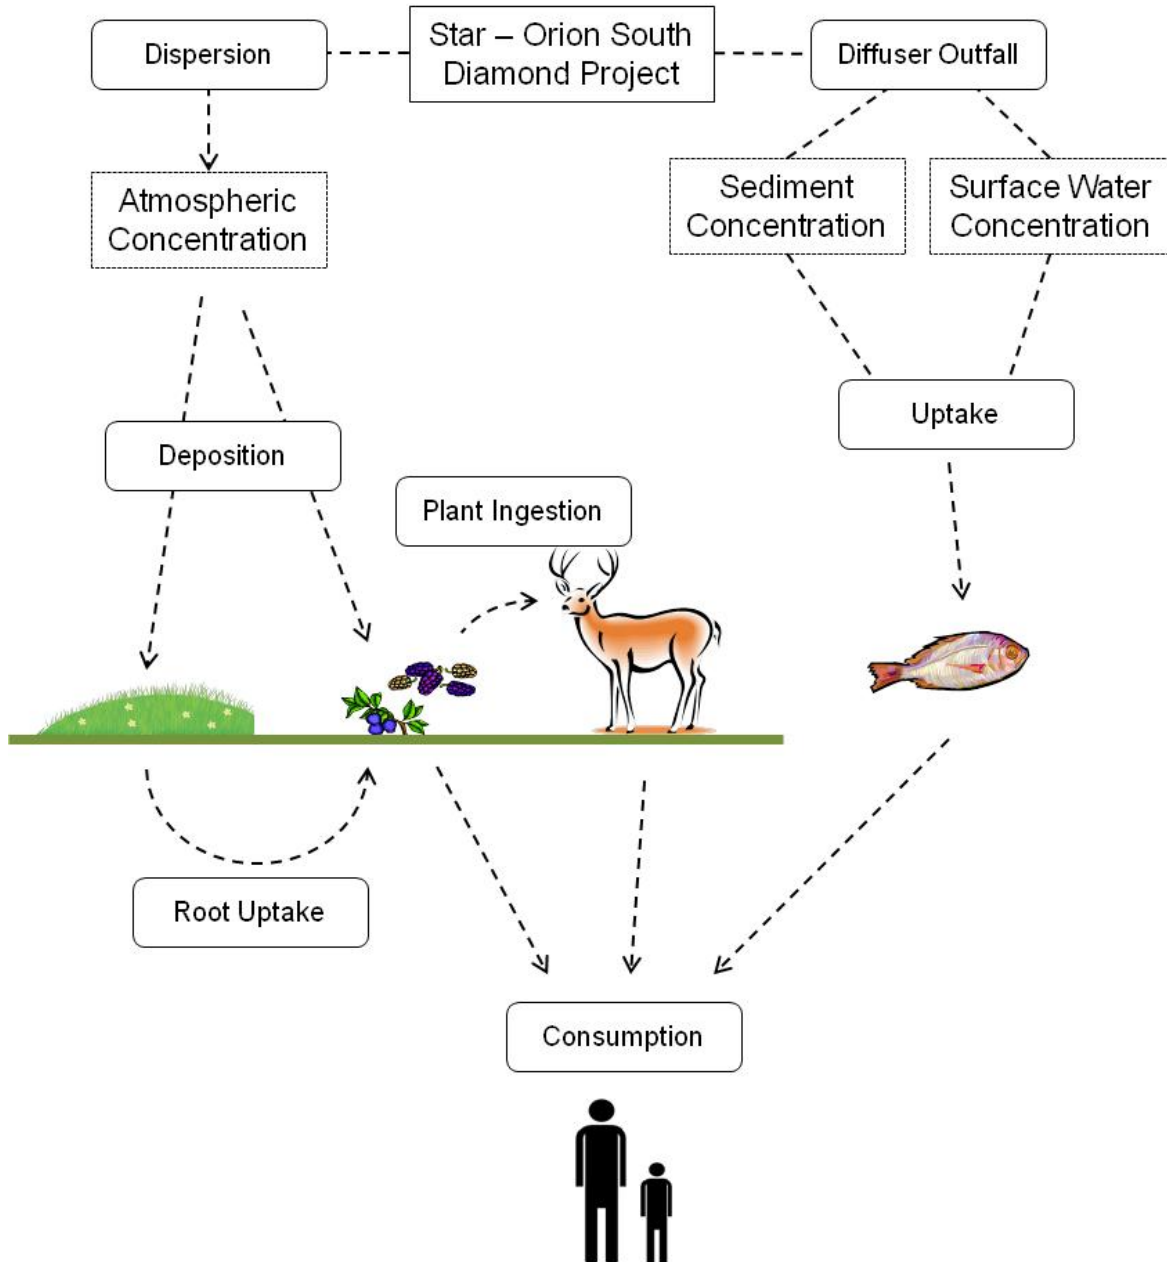 Dispersion
Star – Orion South
Diamond Project
Diffuser Outfall
Atmospheric
Concentration
Sediment
Concentration
Surface Water
Concentration
Uptake
Deposition
Plant Ingestion
Root Uptake
Consumption